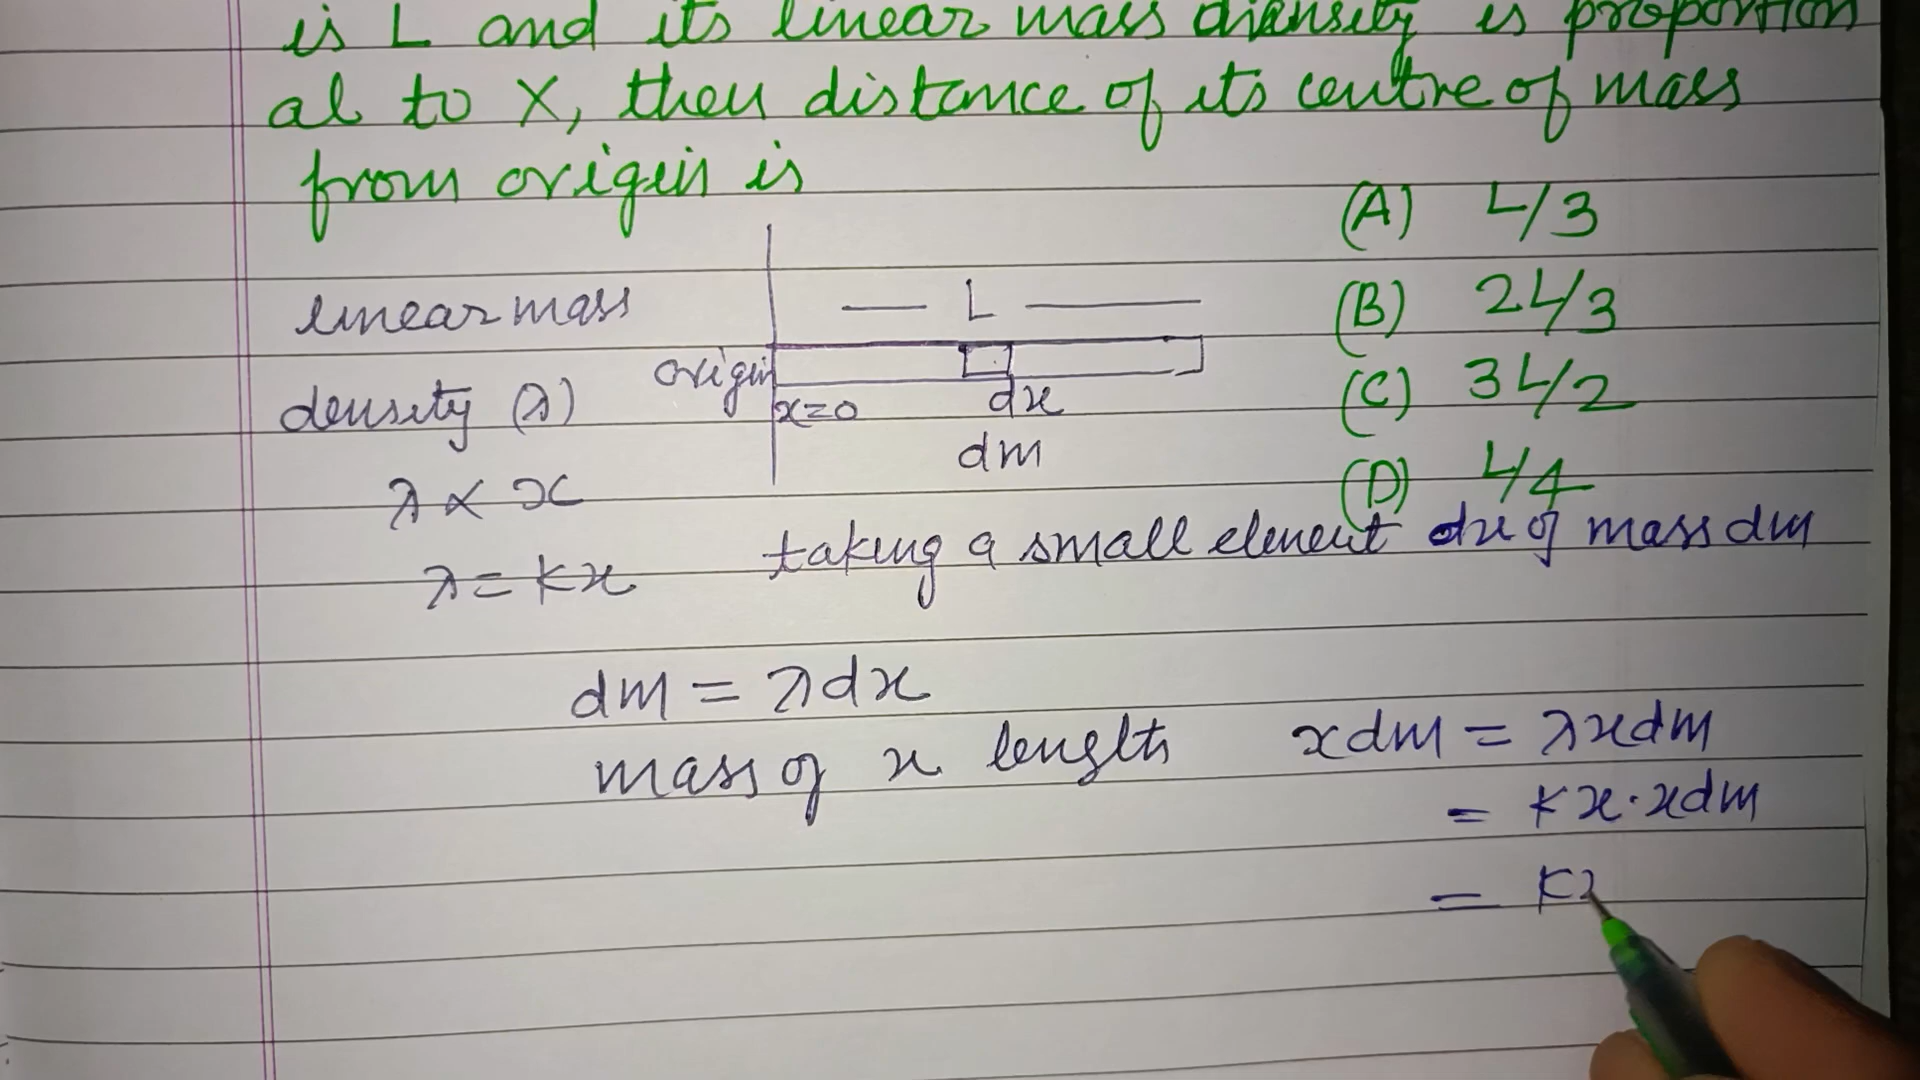 is L and its linear mass density is proportion
al to X, then distance of its centre of mass
from origin is
(A) L/3
(B) 2L/3
(C) 3L/2
(D) L/4
linear mass
density (λ)
λ ∝ x
λ = kx
L
origin
x=0
dx
dm
taking a small element dx of mass dm
dm = λdx
mass of x length
xdm = λxdm
= kx·xdm
= k